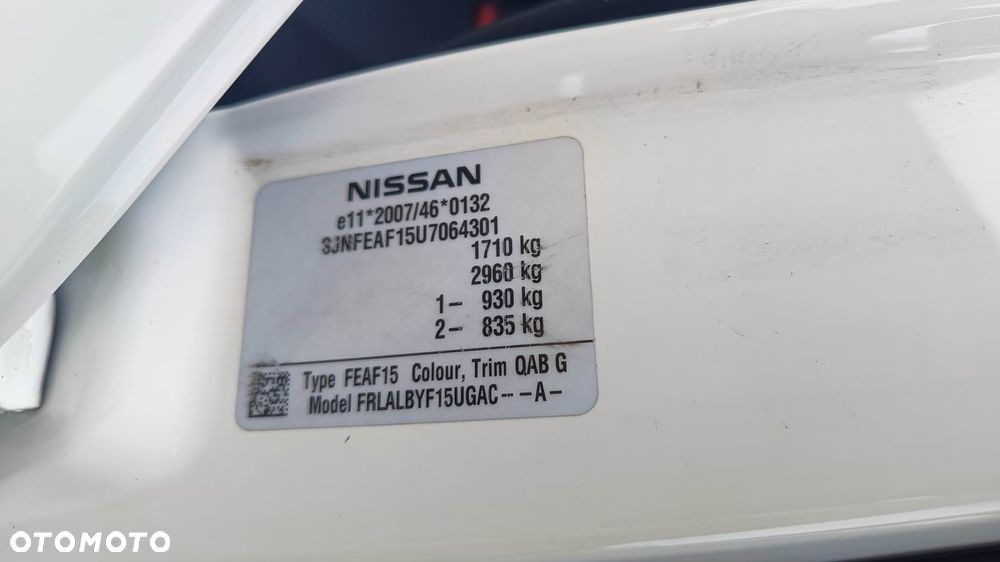 NISSAN
e11*2007/46*0132
SJNFEAF15U7064301
1710 kg
2960 kg
1– 930 kg
2– 835 kg
Type FEAF15 Colour, Trim QAB G
Model FRLALBYF15UGAC--- –A–
OTOMOTO